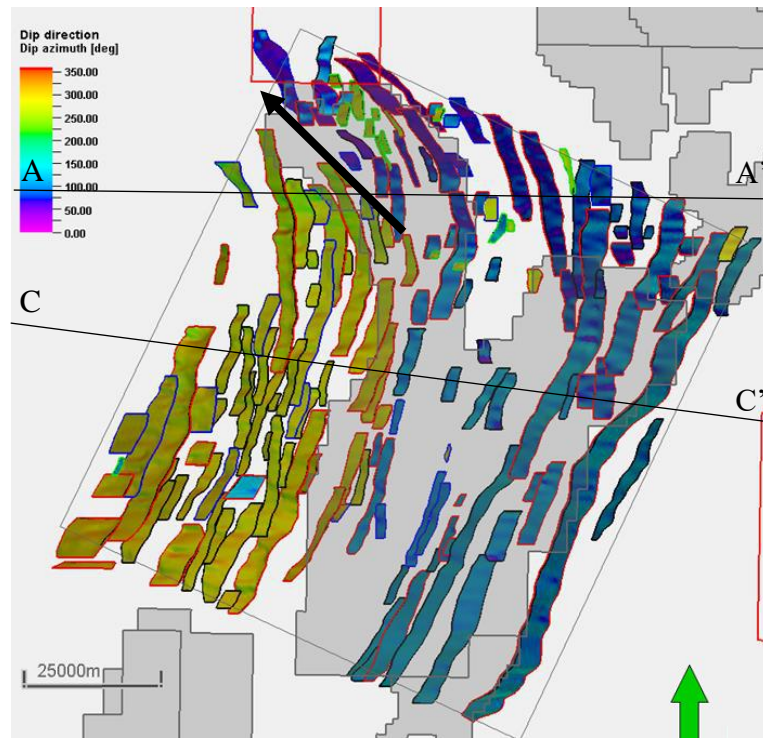 Dip direction
Dip azimuth [deg]
350.00
300.00
250.00
200.00
150.00
100.00
50.00
0.00
A
A'
C
C'
25000m